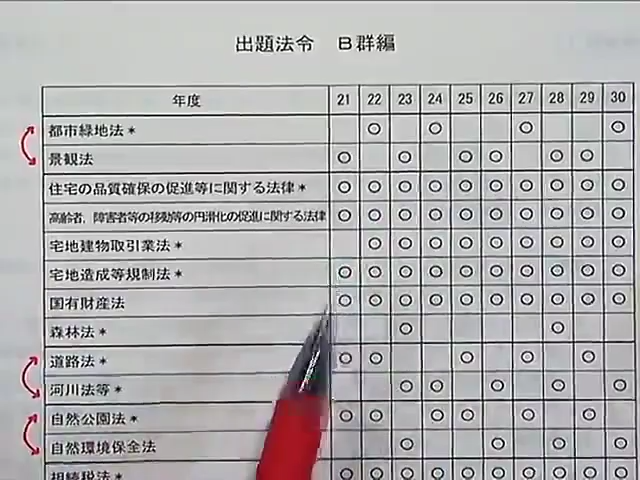 出題法令 B群編
年度 21 22 23 24 25 26 27 28 29 30
都市緑地法* ○ ○ ○ ○
景観法 ○ ○ ○ ○ ○ ○
住宅の品質確保の促進等に関する法律* ○ ○ ○ ○ ○ ○ ○ ○ ○ ○
高齢者、障害者等の移動等の円滑化の促進に関する法律 ○ ○ ○ ○ ○ ○ ○ ○ ○ ○
宅地建物取引業法* ○ ○ ○ ○ ○ ○ ○ ○ ○
宅地造成等規制法* ○ ○ ○ ○ ○ ○ ○ ○ ○ ○
国有財産法 ○ ○ ○ ○ ○ ○ ○ ○ ○ ○
森林法* ○ ○
道路法* ○ ○ ○ ○ ○
河川法等* ○ ○ ○ ○ ○
自然公園法* ○ ○ ○ ○ ○ ○
自然環境保全法 ○ ○ ○ ○
相続税法* ○ ○ ○ ○ ○ ○ ○ ○ ○ ○